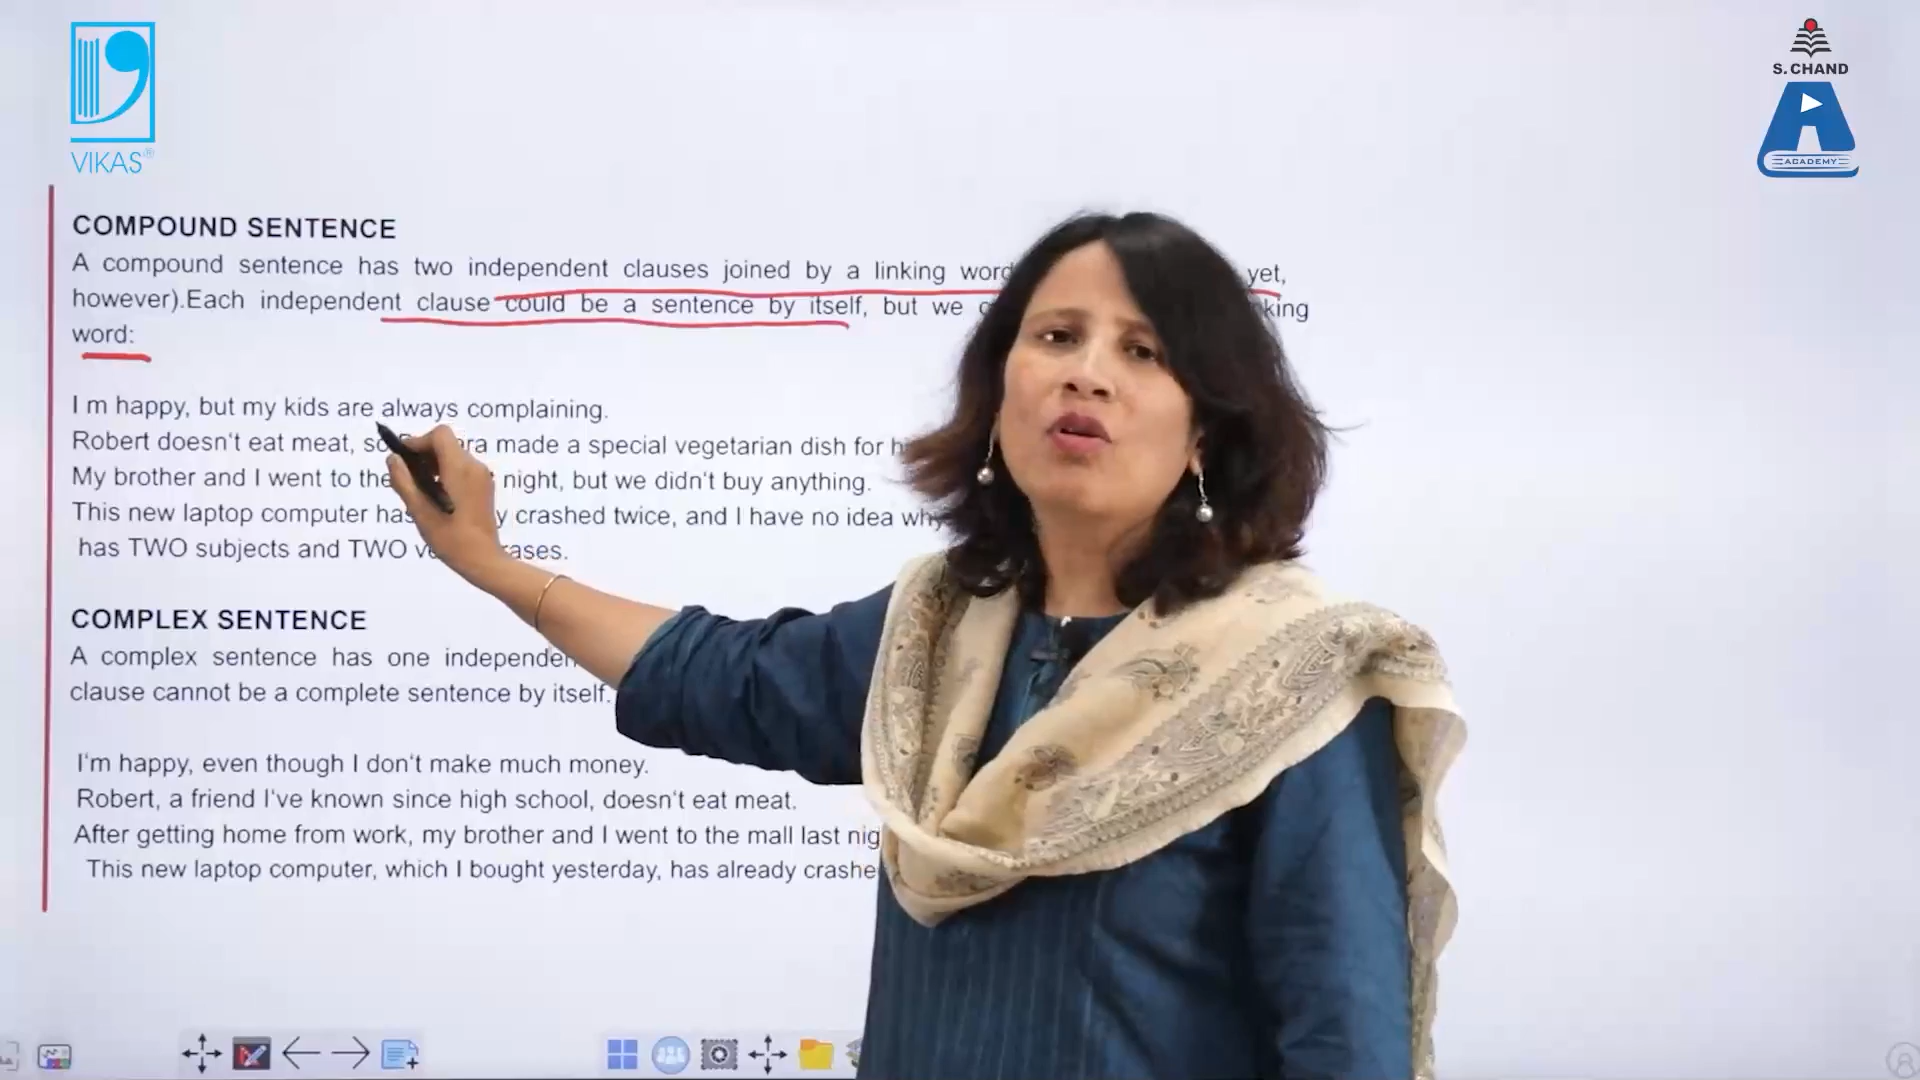 VIKAS®
S. CHAND
ACADEMY
COMPOUND SENTENCE
A compound sentence has two independent clauses joined by a linking word yet,
however).Each independent clause could be a sentence by itself, but we
word:
I m happy, but my kids are always complaining.
Robert doesn't eat meat, so made a special vegetarian dish for
My brother and I went to the night, but we didn't buy anything.
This new laptop computer has crashed twice, and I have no idea why
has TWO subjects and TWO
COMPLEX SENTENCE
A complex sentence has one
clause cannot be a complete sentence by itself.
I'm happy, even though I don't make much money.
Robert, a friend I've known since high school, doesn't eat meat.
After getting home from work, my brother and I went to the mall last
This new laptop computer, which I bought yesterday, has already